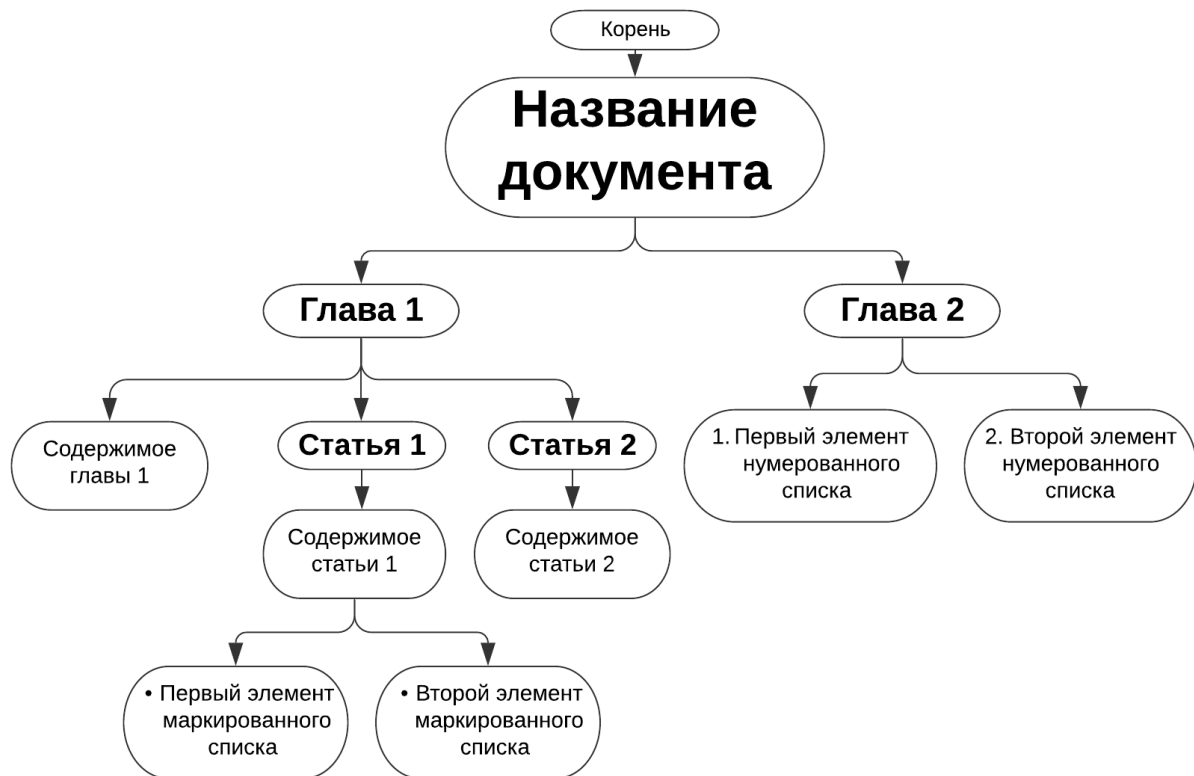 Корень
Название
документа
Глава 1
Глава 2
Содержимое
главы 1
Статья 1
Статья 2
1. Первый элемент
нумерованного
списка
2. Второй элемент
нумерованного
списка
Содержимое
статьи 1
Содержимое
статьи 2
• Первый элемент
маркированного
списка
• Второй элемент
маркированного
списка